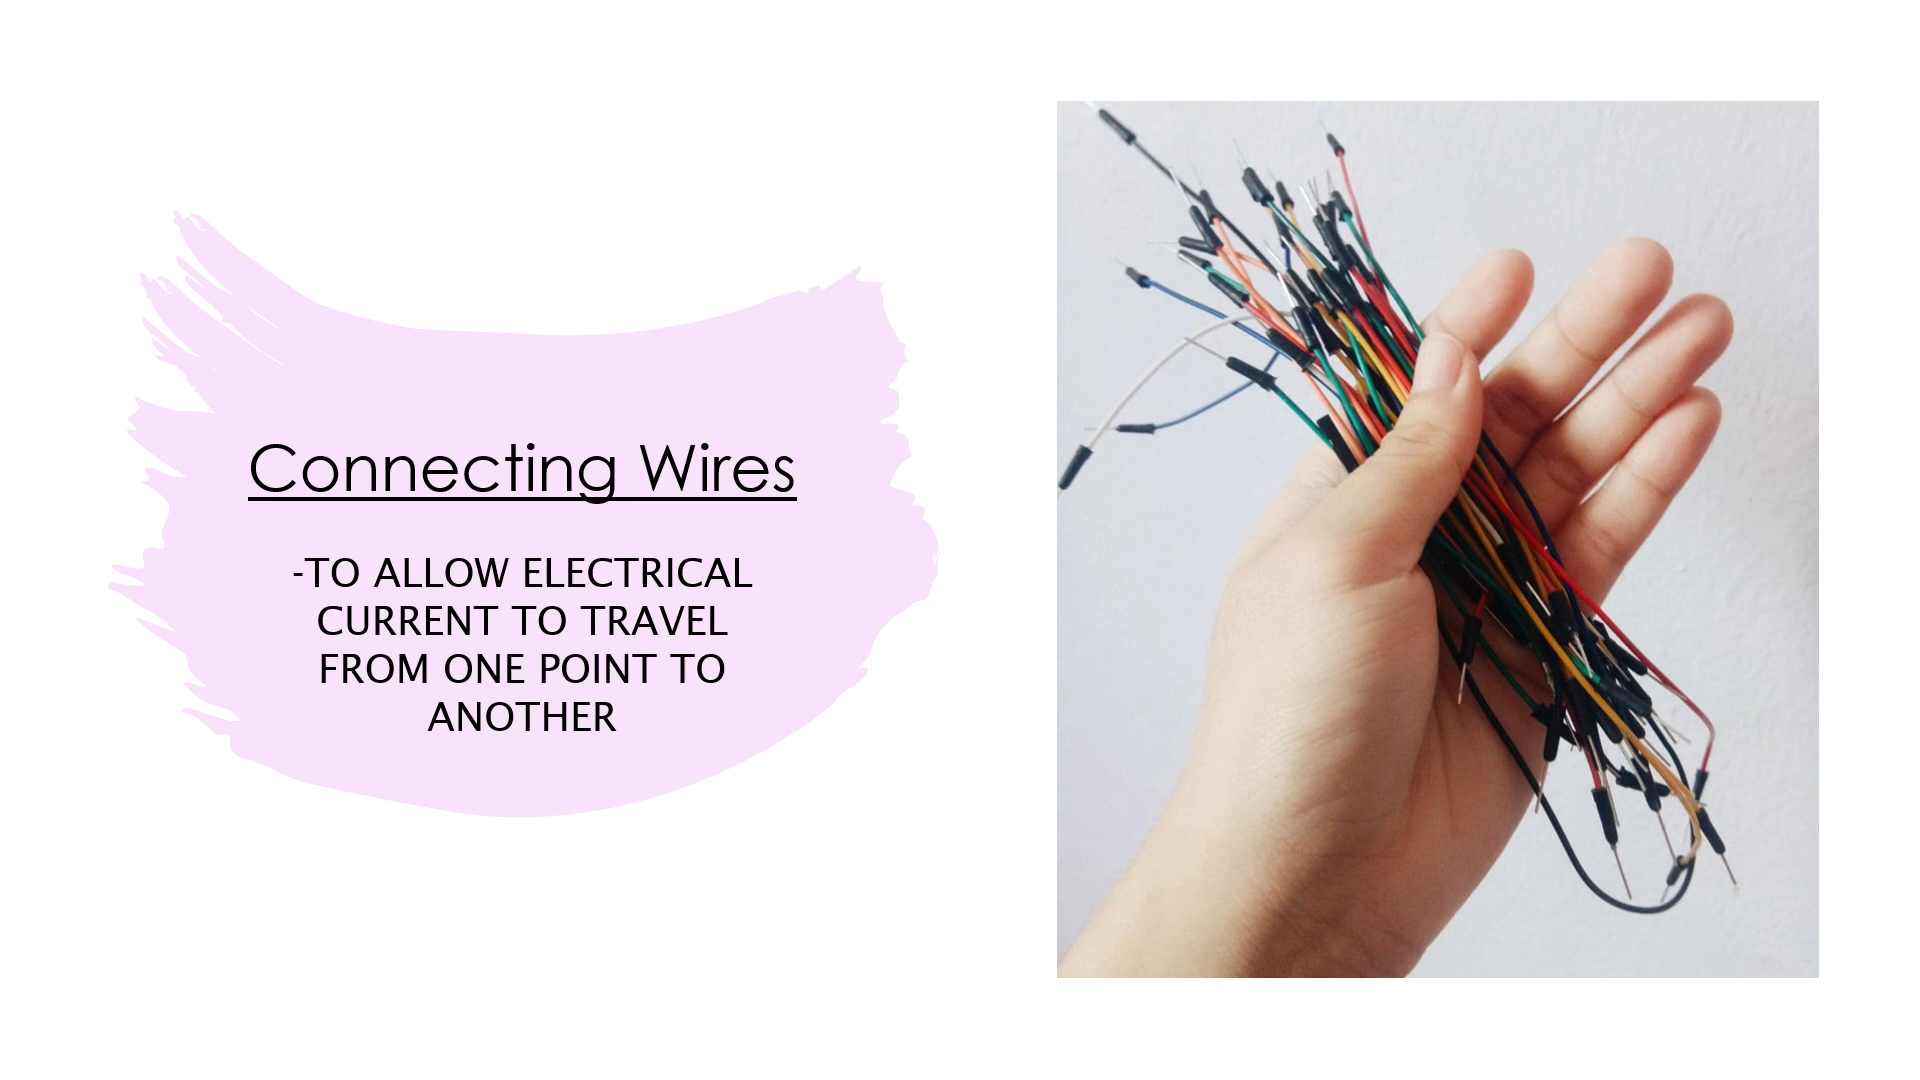 Connecting Wires
-TO ALLOW ELECTRICAL
CURRENT TO TRAVEL
FROM ONE POINT TO
ANOTHER